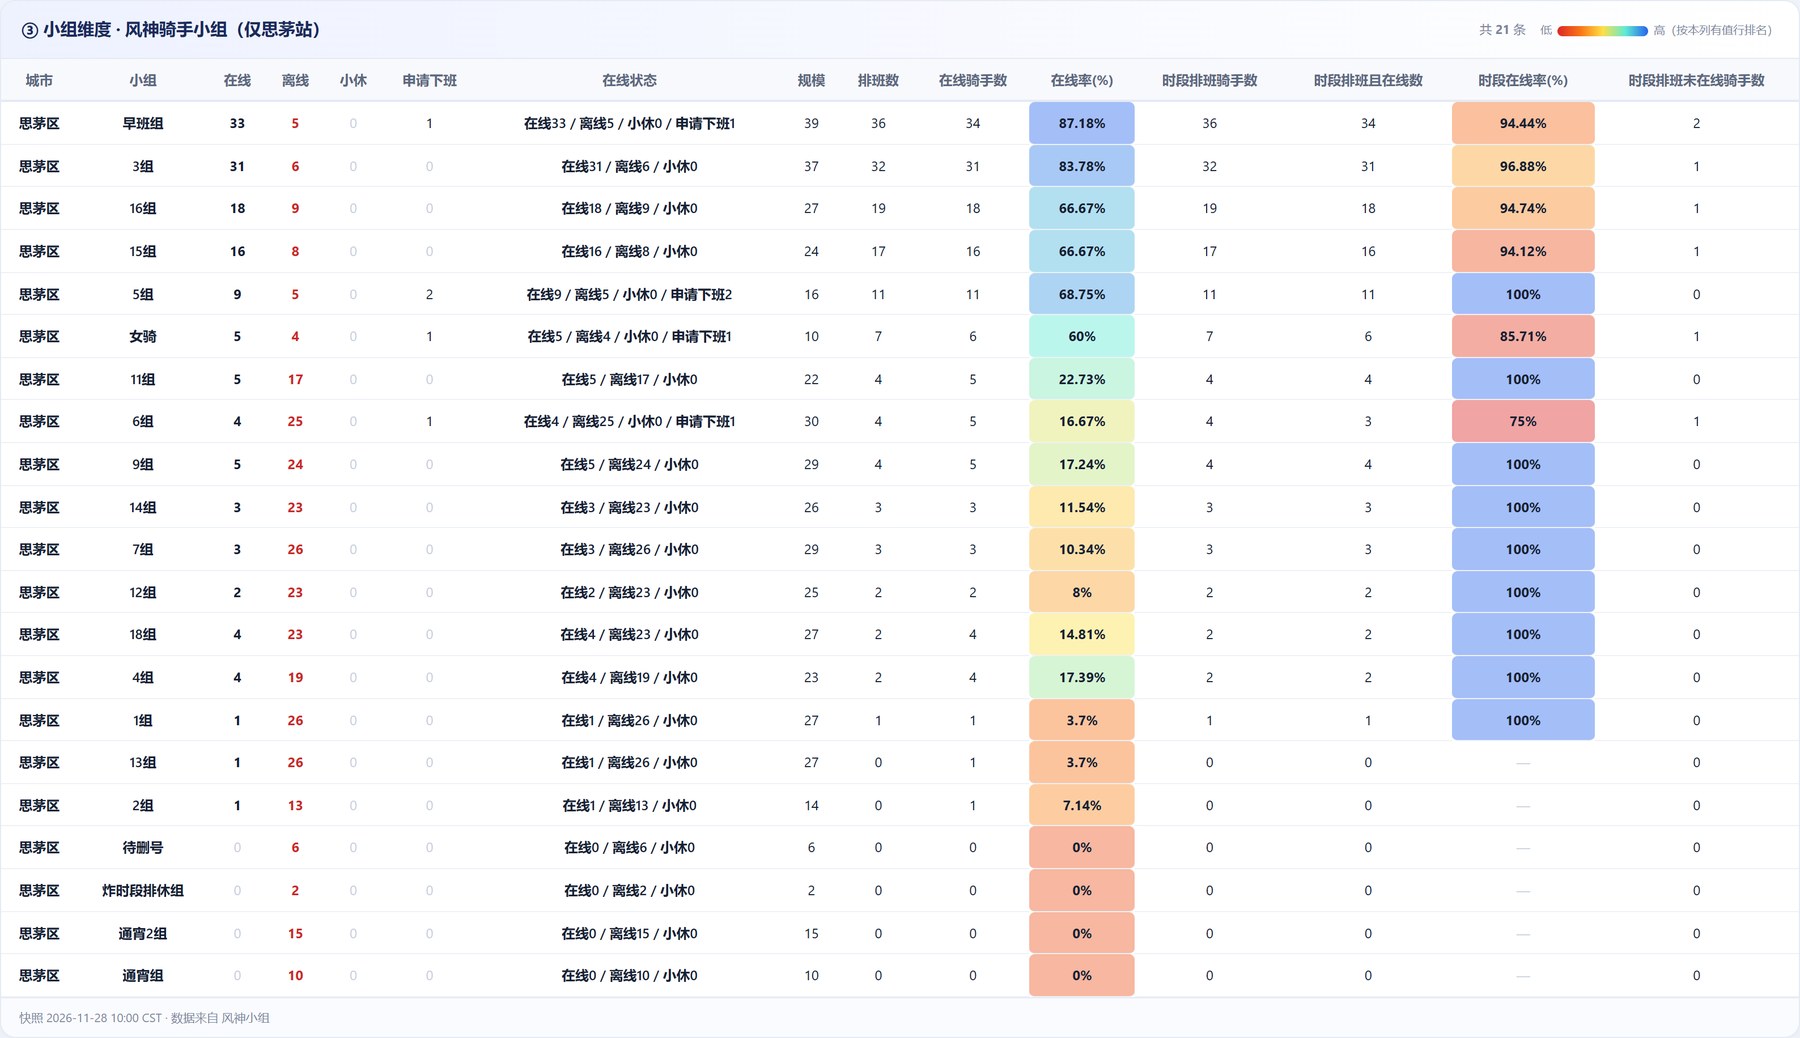 ③ 小组维度 · 风神骑手小组（仅思茅站） 共 21 条 低 高 (按本列有值行排名)
城市 小组 在线 离线 小休 申请下班 在线状态 规模 排班数 在线骑手数 在线率(%) 时段排班骑手数 时段排班且在线数 时段在线率(%) 时段排班未在线骑手数
思茅区 早班组 33 5 0 1 在线33 / 离线5 / 小休0 / 申请下班1 39 36 34 87.18% 36 34 94.44% 2
思茅区 3组 31 6 0 0 在线31 / 离线6 / 小休0 37 32 31 83.78% 32 31 96.88% 1
思茅区 16组 18 9 0 0 在线18 / 离线9 / 小休0 27 19 18 66.67% 19 18 94.74% 1
思茅区 15组 16 8 0 0 在线16 / 离线8 / 小休0 24 17 16 66.67% 17 16 94.12% 1
思茅区 5组 9 5 0 2 在线9 / 离线5 / 小休0 / 申请下班2 16 11 11 68.75% 11 11 100% 0
思茅区 女骑 5 4 0 1 在线5 / 离线4 / 小休0 / 申请下班1 10 7 6 60% 7 6 85.71% 1
思茅区 11组 5 17 0 0 在线5 / 离线17 / 小休0 22 4 5 22.73% 4 4 100% 0
思茅区 6组 4 25 0 1 在线4 / 离线25 / 小休0 / 申请下班1 30 4 5 16.67% 4 3 75% 1
思茅区 9组 5 24 0 0 在线5 / 离线24 / 小休0 29 4 5 17.24% 4 4 100% 0
思茅区 14组 3 23 0 0 在线3 / 离线23 / 小休0 26 3 3 11.54% 3 3 100% 0
思茅区 7组 3 26 0 0 在线3 / 离线26 / 小休0 29 3 3 10.34% 3 3 100% 0
思茅区 12组 2 23 0 0 在线2 / 离线23 / 小休0 25 2 2 8% 2 2 100% 0
思茅区 18组 4 23 0 0 在线4 / 离线23 / 小休0 27 2 4 14.81% 2 2 100% 0
思茅区 4组 4 19 0 0 在线4 / 离线19 / 小休0 23 2 4 17.39% 2 2 100% 0
思茅区 1组 1 26 0 0 在线1 / 离线26 / 小休0 27 1 1 3.7% 1 1 100% 0
思茅区 13组 1 26 0 0 在线1 / 离线26 / 小休0 27 0 1 3.7% 0 0 — 0
思茅区 2组 1 13 0 0 在线1 / 离线13 / 小休0 14 0 1 7.14% 0 0 — 0
思茅区 待删号 0 6 0 0 在线0 / 离线6 / 小休0 6 0 0 0% 0 0 — 0
思茅区 炸时段排休组 0 2 0 0 在线0 / 离线2 / 小休0 2 0 0 0% 0 0 — 0
思茅区 通宵2组 0 15 0 0 在线0 / 离线15 / 小休0 15 0 0 0% 0 0 — 0
思茅区 通宵组 0 10 0 0 在线0 / 离线10 / 小休0 10 0 0 0% 0 0 — 0
快照 2026-11-28 10:00 CST · 数据来自 风神小组